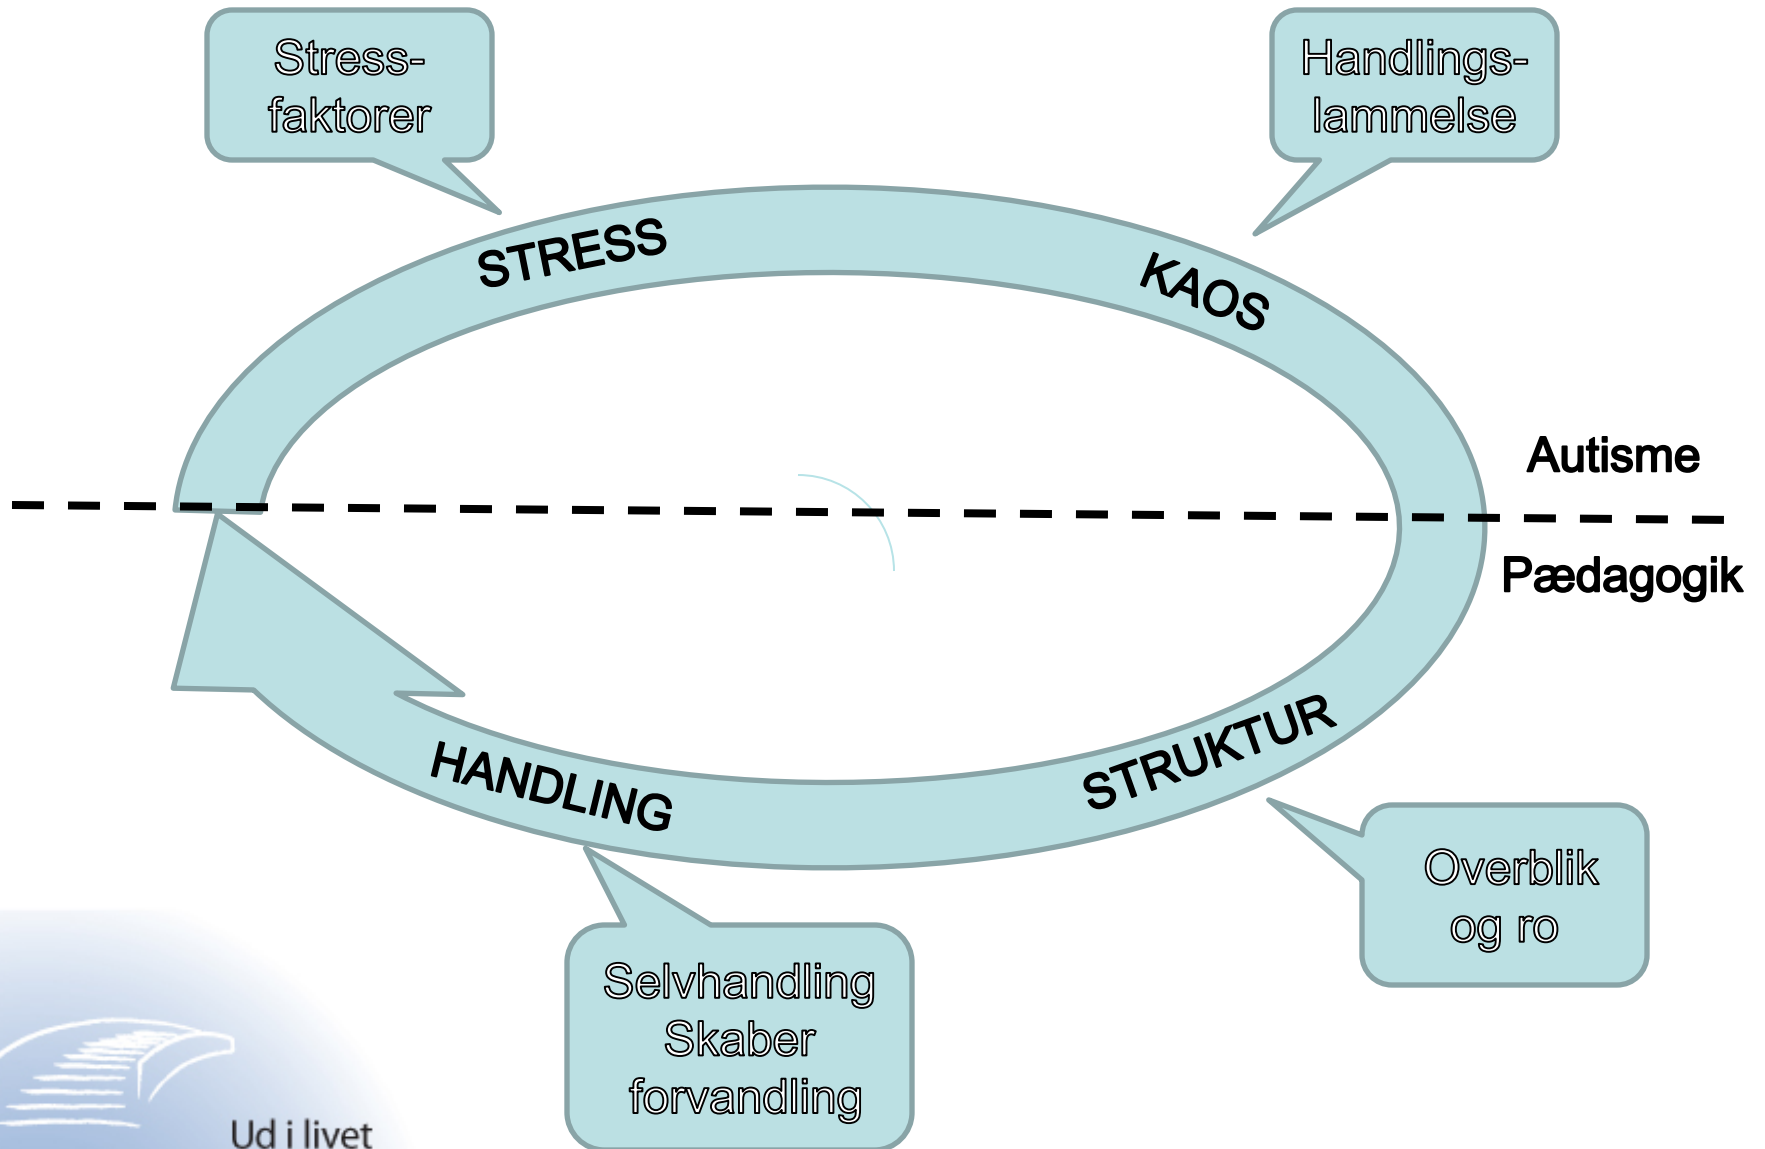 Stress-
faktorer
Handlings-
lammelse
STRESS
KAOS
Autisme
Pædagogik
STRUKTUR
HANDLING
Overblik
og ro
Selvhandling
Skaber
forvandling
Ud i livet